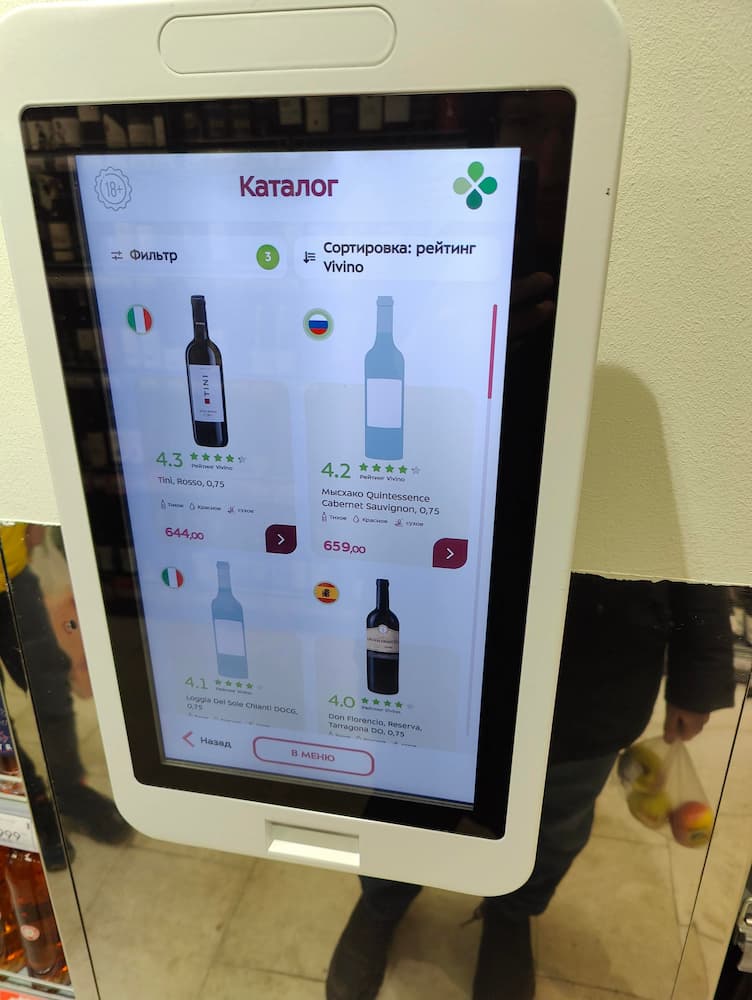 18+
Каталог
Фильтр
3
Сортировка: рейтинг
Vivino
TINI
4.3
Рейтинг Vivino
Tini, Rosso, 0,75
Тихое Красное сухое
644,00
4.2
Рейтинг Vivino
Мысхако Quintessence
Cabernet Sauvignon, 0,75
Тихое Красное сухое
659,00
4.1
Рейтинг Vivino
Loggia Del Sole Chianti DOCG,
0,75
4.0
Рейтинг Vivino
Don Florencio, Reserva,
Tarragona DO, 0,75
Назад
В МЕНЮ